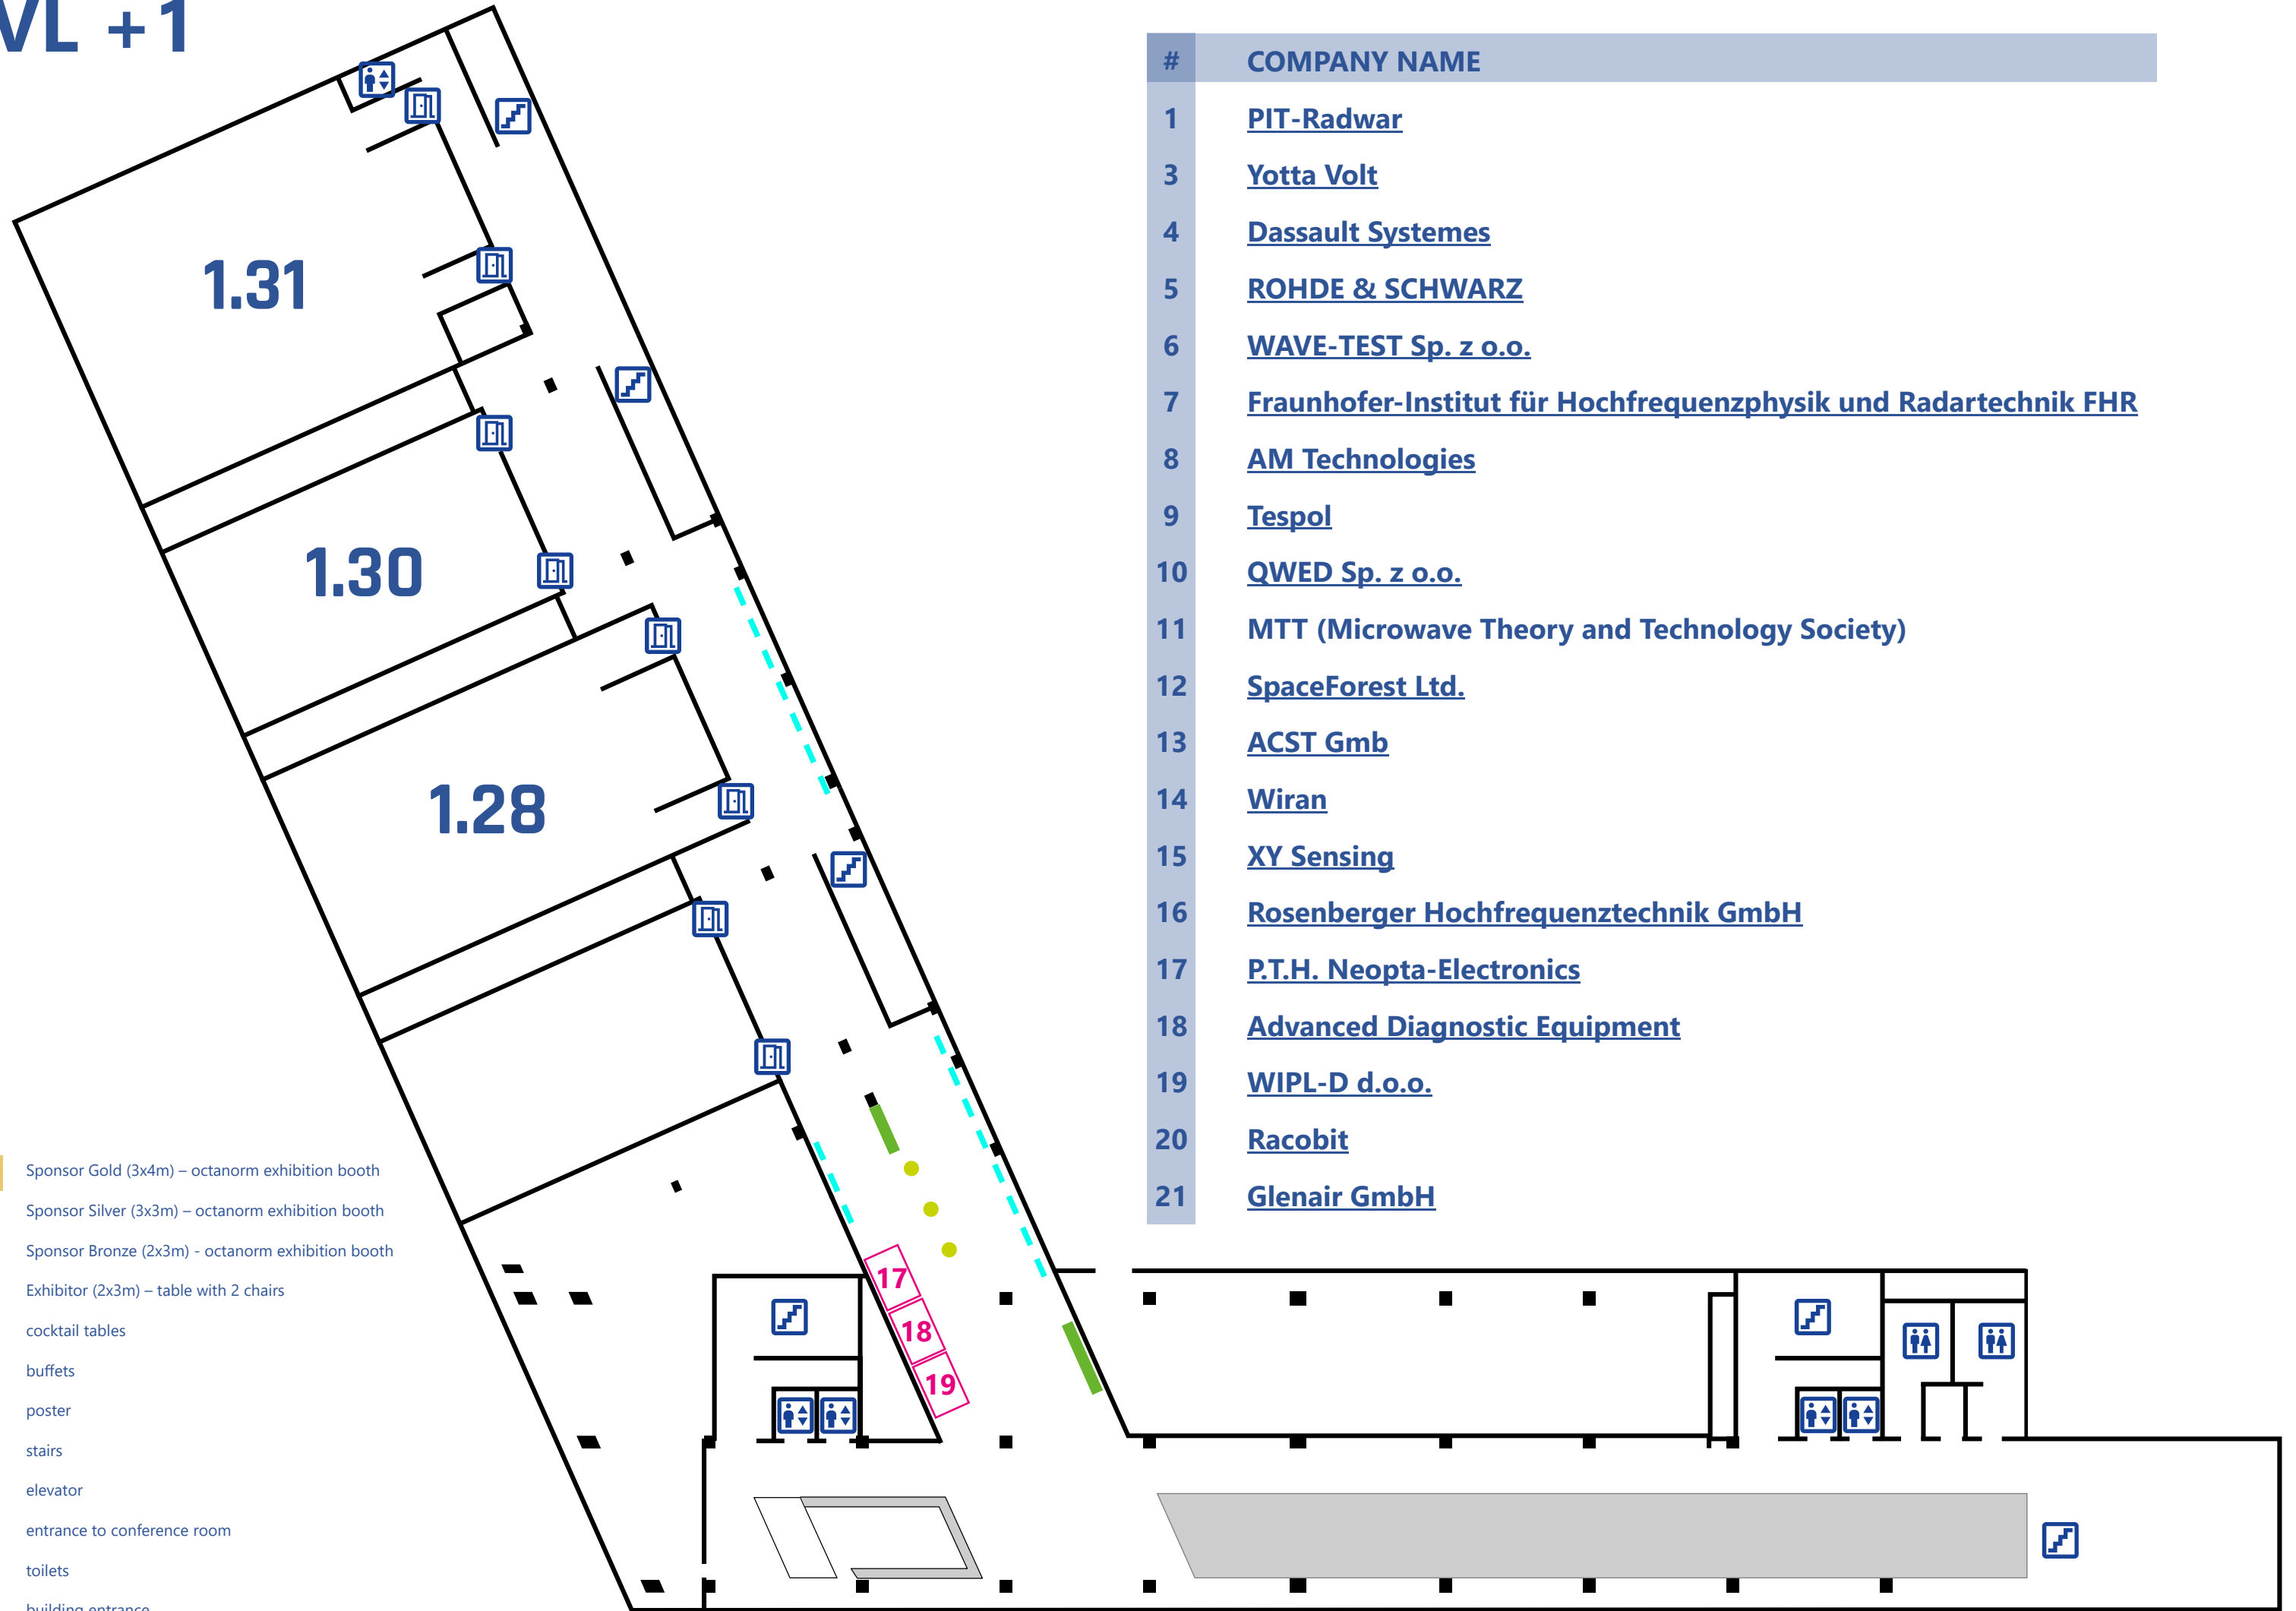 VL +1
# COMPANY NAME
1 PIT-Radwar
3 Yotta Volt
4 Dassault Systemes
5 ROHDE & SCHWARZ
6 WAVE-TEST Sp. z o.o.
7 Fraunhofer-Institut für Hochfrequenzphysik und Radartechnik FHR
8 AM Technologies
9 Tespol
10 QWED Sp. z o.o.
11 MTT (Microwave Theory and Technology Society)
12 SpaceForest Ltd.
13 ACST Gmb
14 Wiran
15 XY Sensing
16 Rosenberger Hochfrequenztechnik GmbH
17 P.T.H. Neopta-Electronics
18 Advanced Diagnostic Equipment
19 WIPL-D d.o.o.
20 Racobit
21 Glenair GmbH
1.31
1.30
1.28
17
18
19
Sponsor Gold (3x4m) – octanorm exhibition booth
Sponsor Silver (3x3m) – octanorm exhibition booth
Sponsor Bronze (2x3m) - octanorm exhibition booth
Exhibitor (2x3m) – table with 2 chairs
cocktail tables
buffets
poster
stairs
elevator
entrance to conference room
toilets
building entrance